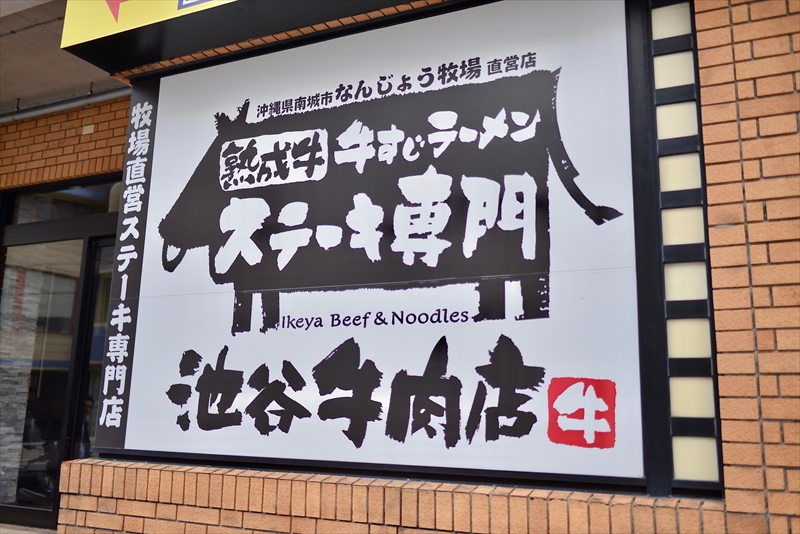 沖縄県南城市なんじょう牧場直営店
熟成牛 牛すじラーメン
ステーキ専門
Ikeya Beef & Noodles
池谷牛肉店
牛
牧場直営ステーキ専門店